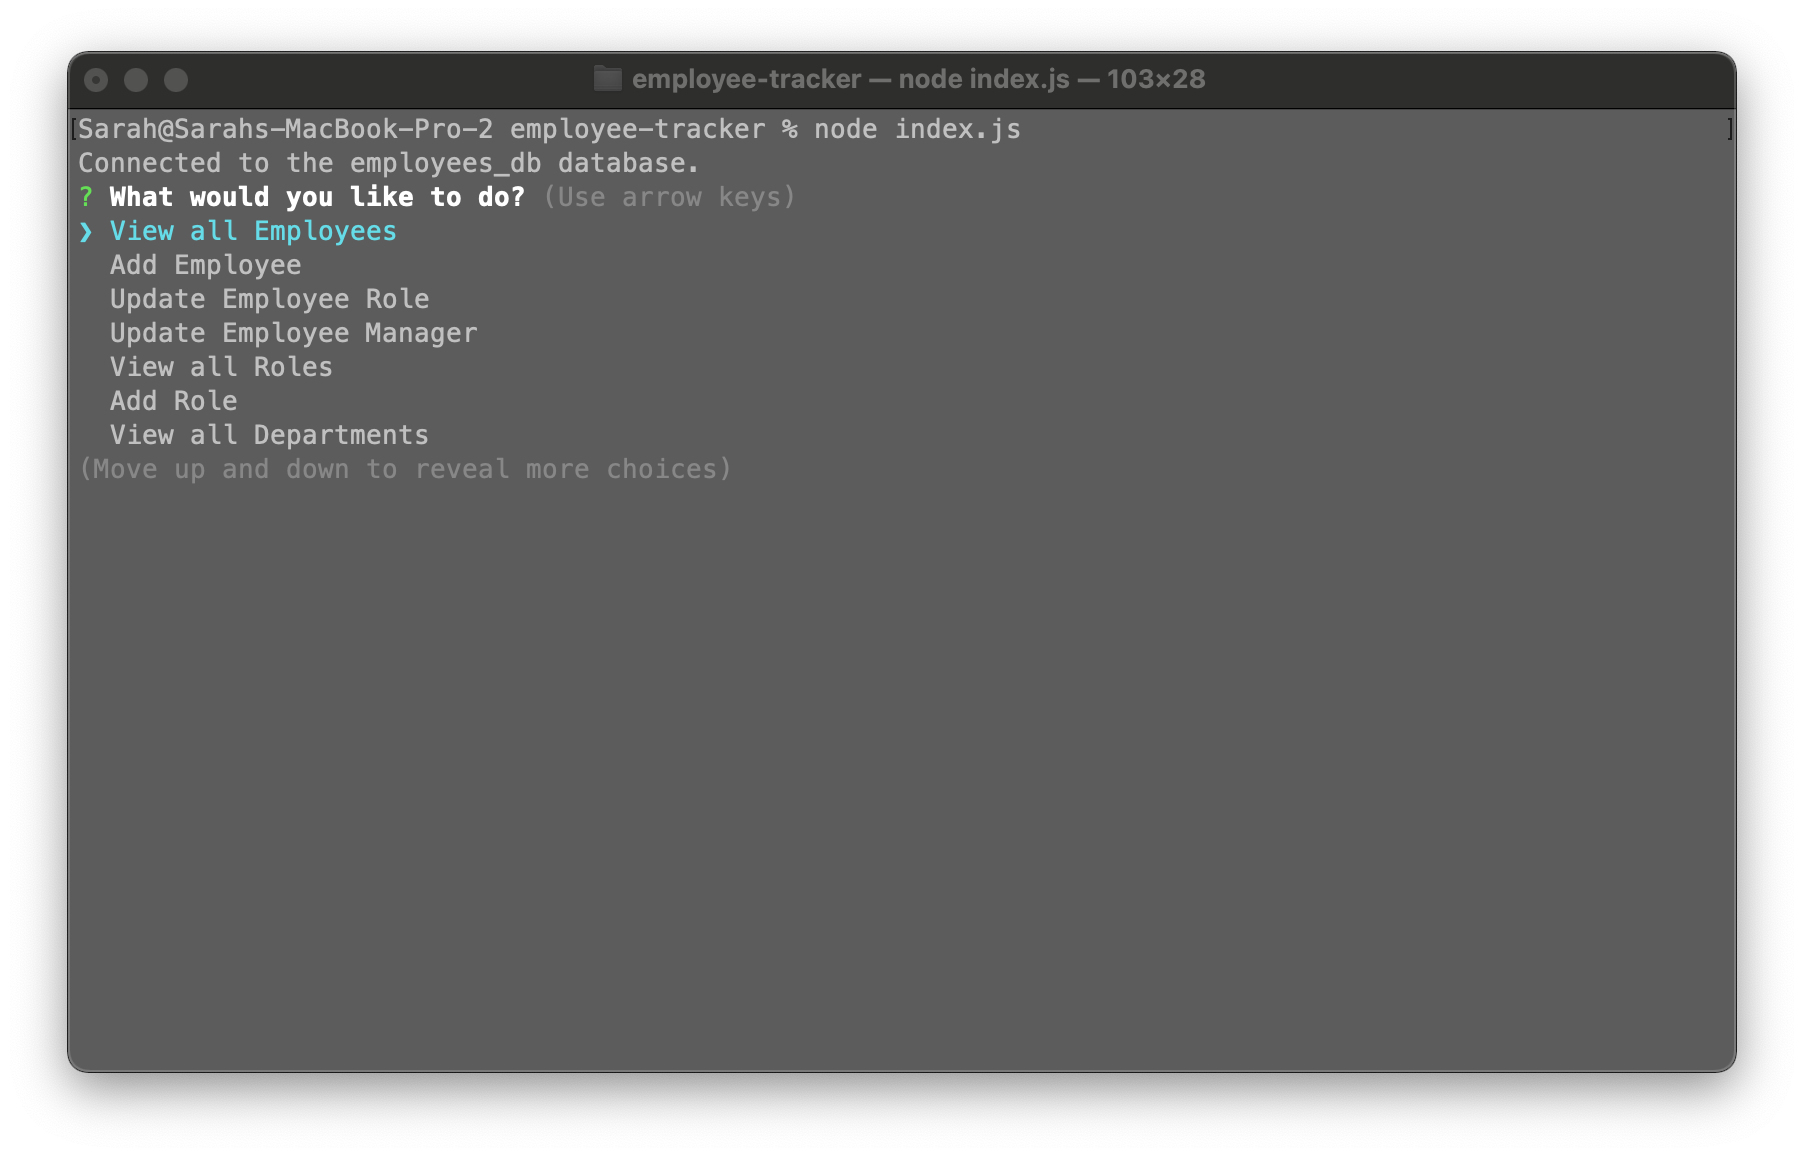 employee-tracker — node index.js — 103×28
[Sarah@Sarahs-MacBook-Pro-2 employee-tracker % node index.js ]
Connected to the employees_db database.
? What would you like to do? (Use arrow keys)
❯ View all Employees
Add Employee
Update Employee Role
Update Employee Manager
View all Roles
Add Role
View all Departments
(Move up and down to reveal more choices)